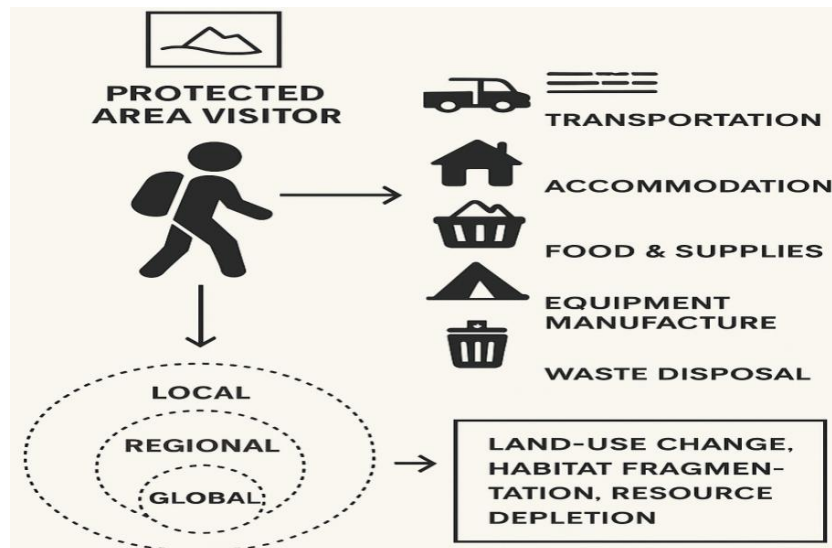 PROTECTED
AREA VISITOR
TRANSPORTATION
ACCOMMODATION
FOOD & SUPPLIES
EQUIPMENT
MANUFACTURE
WASTE DISPOSAL
LOCAL
REGIONAL
GLOBAL
LAND-USE CHANGE,
HABITAT FRAGMEN-
TATION, RESOURCE
DEPLETION